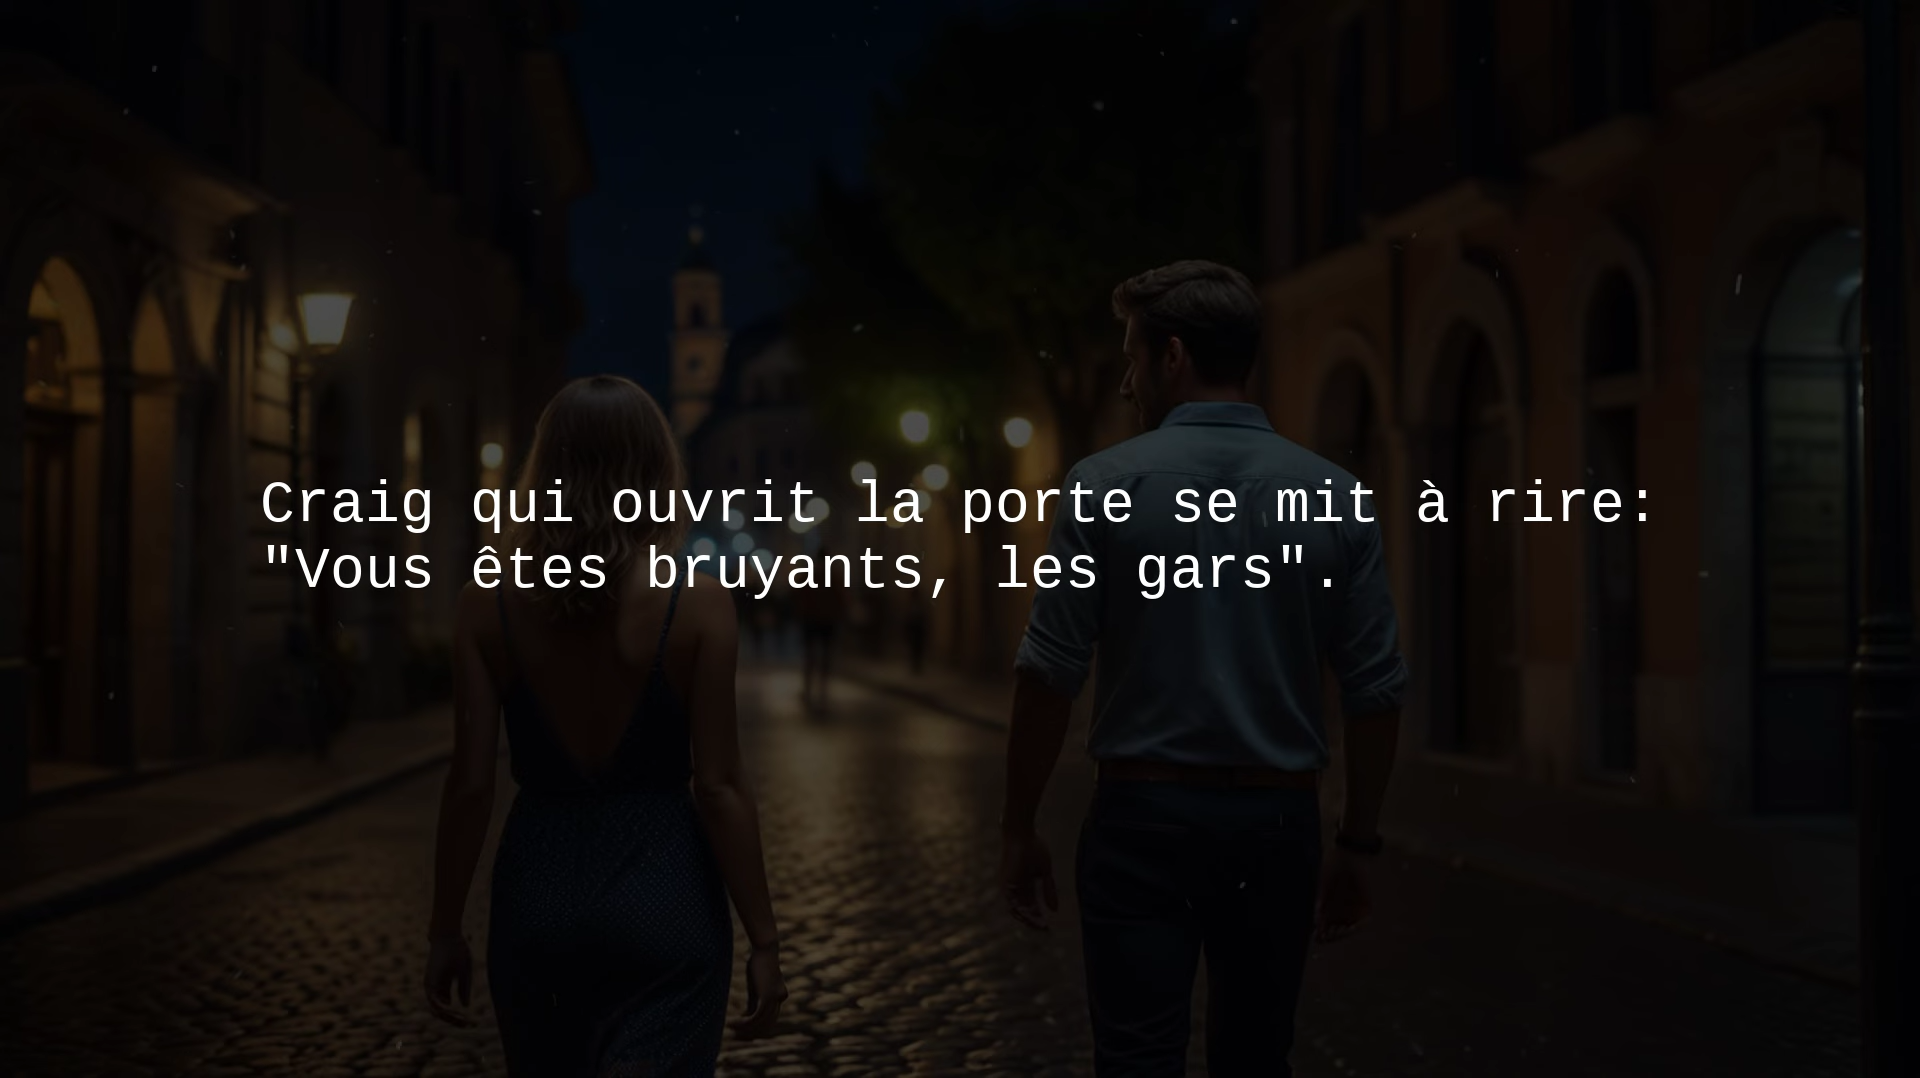 Craig qui ouvrit la porte se mit à rire:
"Vous êtes bruyants, les gars".